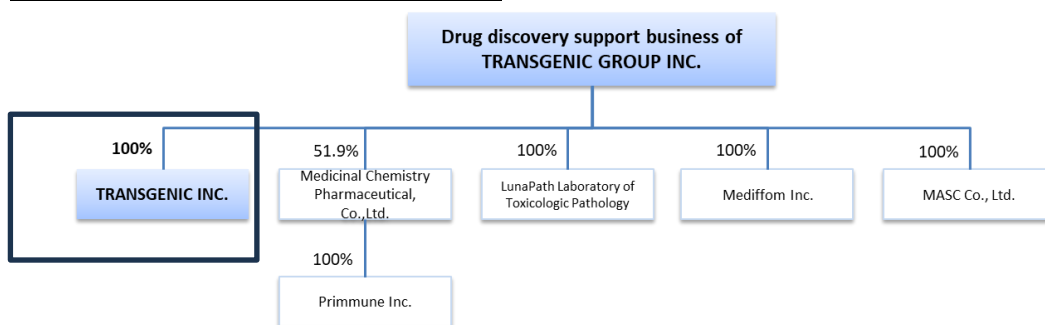 Drug discovery support business of
TRANSGENIC GROUP INC.
100%
TRANSGENIC INC.
51.9%
Medicinal Chemistry
Pharmaceutical,
Co.,Ltd.
100%
LunaPath Laboratory of
Toxicologic Pathology
100%
Mediffom Inc.
100%
MASC Co., Ltd.
100%
Primmune Inc.